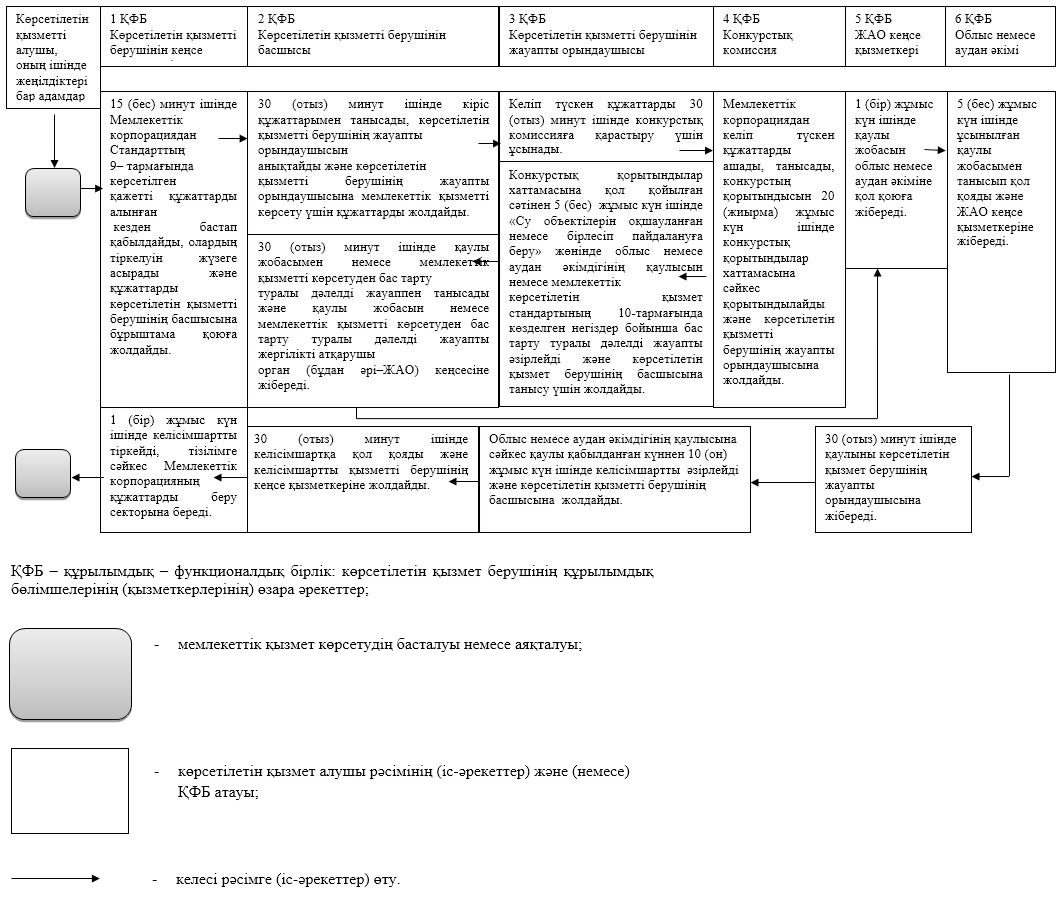 Көрсетілетін
қызметті
алушы,
оның ішінде
жеңілдіктері
бар адамдар
1 ҚФБ
Көрсетілетін қызметті
берушінің кеңсе
2 ҚФБ
Көрсетілетін қызметті берушінің
басшысы
3 ҚФБ
Көрсетілетін қызметті берушінің
жауапты орындаушысы
4 ҚФБ
Конкурстық
комиссия
5 ҚФБ
ЖАО кеңсе
қызметкері
6 ҚФБ
Облыс немесе
аудан әкімі
15 (бес) минут ішінде
Мемлекеттік
корпорациядан
Стандарттың
9– тармағында
көрсетілген
қажетті құжаттарды
алынған
кезден бастап
қабылдайды, олардың
тіркелуін жүзеге
асырады және
құжаттарды
көрсетілетін қызметті
берушінің басшысына
бұрыштама қоюға
жолдайды.
30 (отыз) минут ішінде кіріс
құжаттарымен танысады, көрсетілетін
қызметті берушінің жауапты
орындаушысын
анықтайды және көрсетілетін
қызметті берушінің жауапты
орындаушысына мемлекеттік қызметті
көрсету үшін құжаттарды жолдайды.
30 (отыз) минут ішінде қаулы
жобасымен немесе мемлекеттік
қызметті көрсетуден бас тарту
туралы дәлелді жауаппен танысады
және қаулы жобасын немесе
мемлекеттік қызметті көрсетуден бас
тарту туралы дәлелді жауапты
жергілікті атқарушы
орган (бұдан әрі–ЖАО) кеңсесіне
жібереді.
Келіп түскен құжаттарды 30
(отыз) минут ішінде конкурстық
комиссияға қарастыру үшін
ұсынады.
Конкурстық қорытындылар
хаттамасына қол қойылған
сәтінен 5 (бес) жұмыс күн ішінде
«Су объектілерін оқшауланған
немесе бірлесіп пайдалануға
беру» жөнінде облыс немесе
аудан әкімдігінің қаулысын
немесе мемлекеттік
көрсетілетін қызмет
стандартының 10-тармағында
көзделген негіздер бойынша бас
тарту туралы дәлелді жауапты
әзірлейді және көрсетілетін
қызмет берушінің басшысына
танысу үшін жолдайды.
Мемлекеттік
корпорациядан
келіп түскен
құжаттарды
ашады, танысады,
конкурстың
қорытындысын 20
(жиырма) жұмыс
күн ішінде
конкурстық
қорытындылар
хаттамасына
сәйкес
қорытындылайды
және көрсетілетін
қызметті
берушінің жауапты
орындаушысына
жолдайды.
1 (бір) жұмыс
күн ішінде
қаулы
жобасын
облыс немесе
аудан әкіміне
қол қоюға
жібереді.
5 (бес) жұмыс
күн ішінде
ұсынылған
қаулы
жобасымен
танысып қол
қояды және
ЖАО кеңсе
қызметкеріне
жібереді.
1 (бір) жұмыс күн
ішінде келісімшартты
тіркейді, тізілімге
сәйкес Мемлекеттік
корпорацияның
құжаттарды беру
секторына береді.
30 (отыз) минут ішінде
келісімшартқа қол қояды және
келісімшартты қызметті берушінің
кеңсе қызметкеріне жолдайды.
Облыс немесе аудан әкімдігінің қаулысына
сәйкес қаулы қабылданған күннен 10 (он)
жұмыс күн ішінде келісімшартты әзірлейді
және көрсетілетін қызметті берушінің
басшысына жолдайды.
30 (отыз) минут ішінде
қаулыны көрсетілетін
қызмет берушінің
жауапты
орындаушысына
жібереді.
ҚФБ – құрылымдық – функционалдық бірлік: көрсетілетін қызмет берушінің құрылымдық
бөлімшелерінің (қызметкерлерінің) өзара әрекеттер;
- мемлекеттік қызмет көрсетудің басталуы немесе аяқталуы;
- көрсетілетін қызмет алушы рәсімінің (іс-әрекеттер) және (немесе)
ҚФБ атауы;
- келесі рәсімге (іс-әрекеттер) өту.